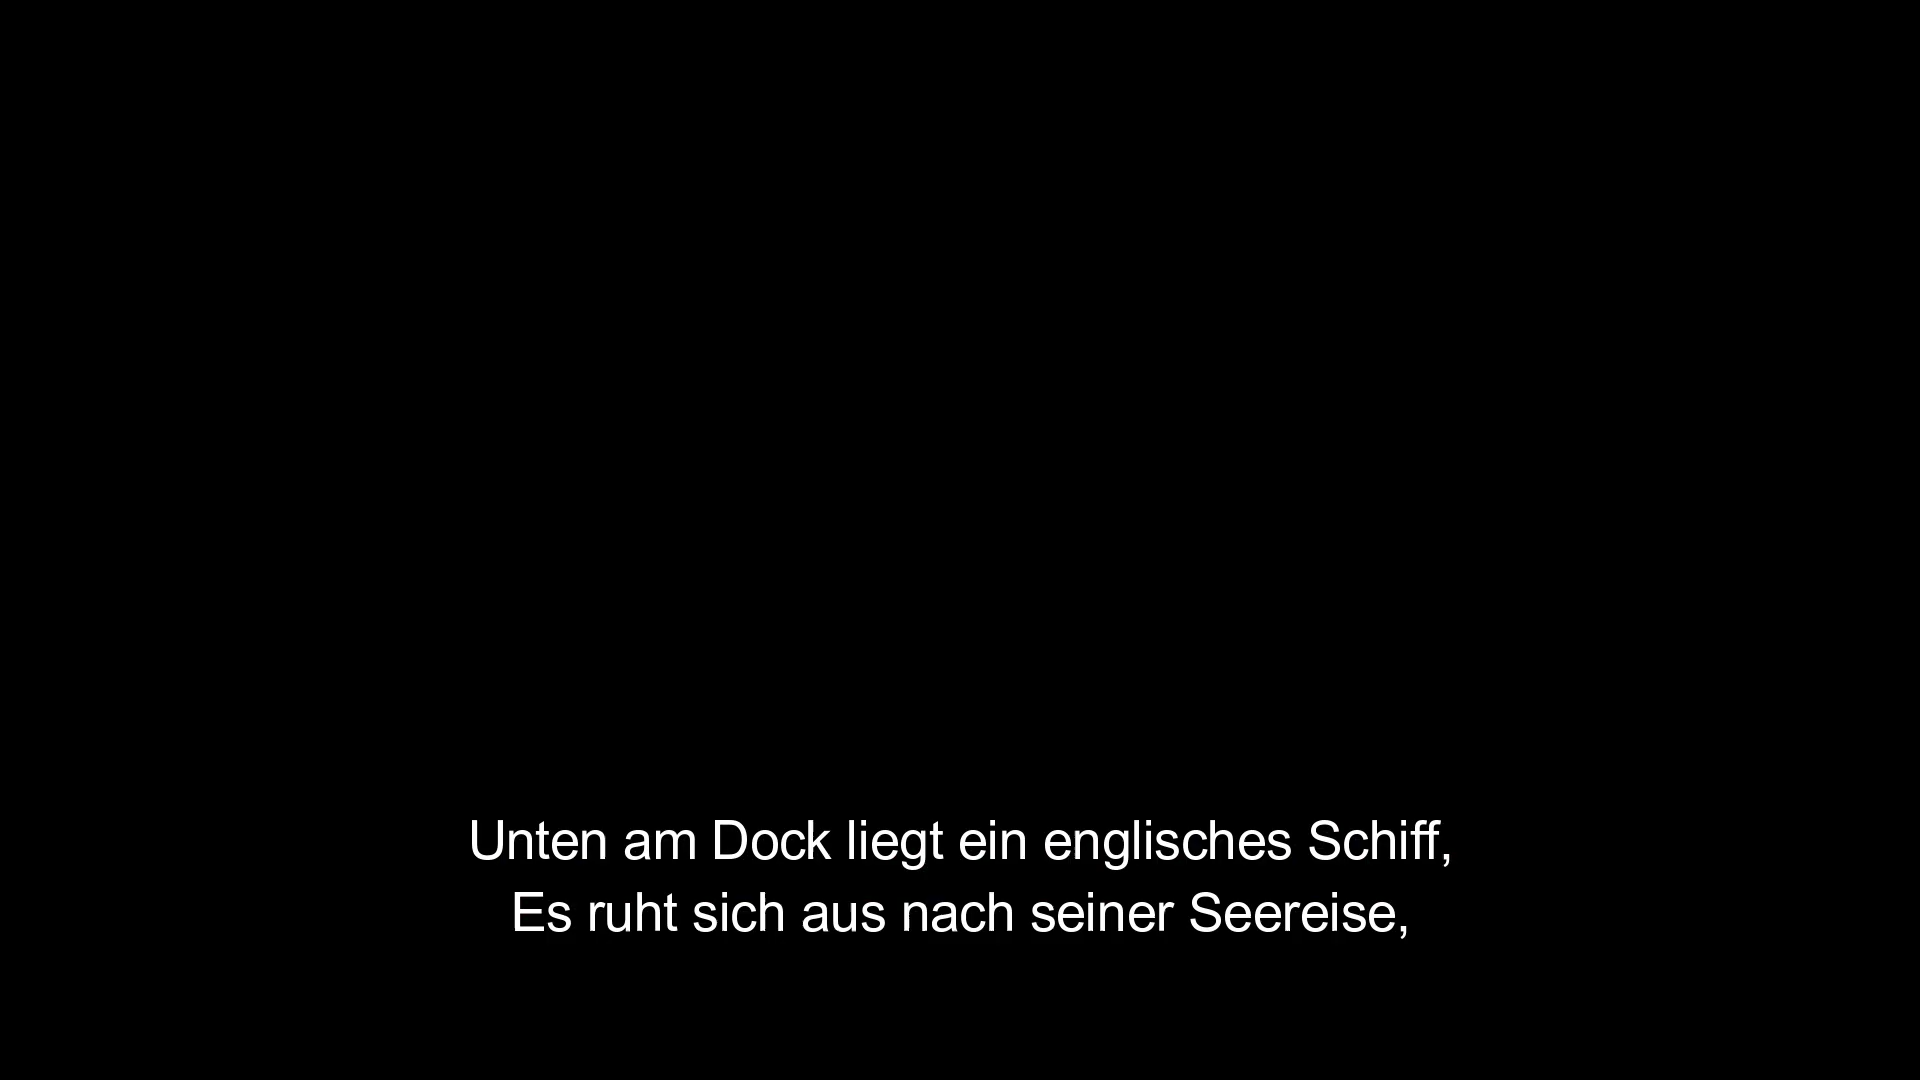 Unten am Dock liegt ein englisches Schiff,
Es ruht sich aus nach seiner Seereise,